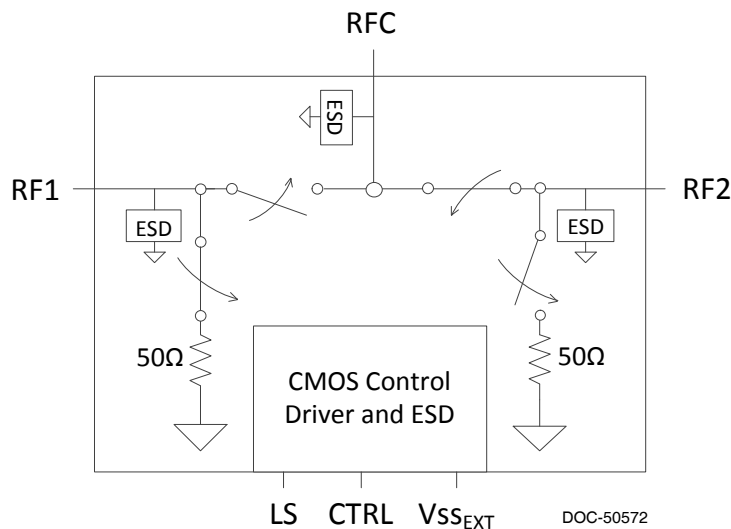 RFC
ESD
RF1
RF2
ESD
ESD
50Ω
50Ω
CMOS Control
Driver and ESD
LS
CTRL
VssEXT
DOC-50572